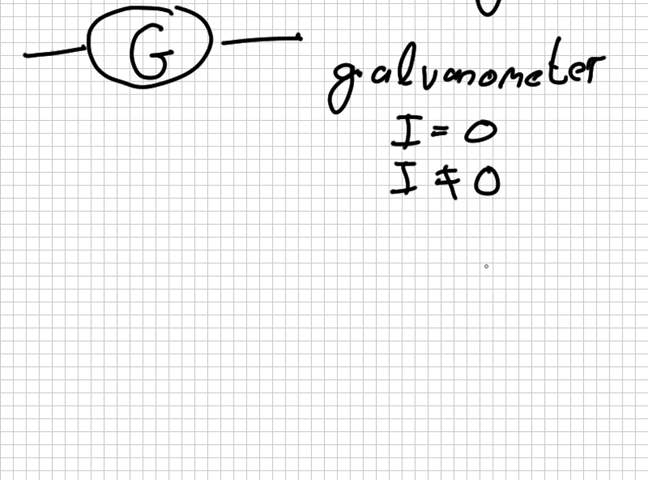 G
galvanometer
I = 0
I ≠ 0